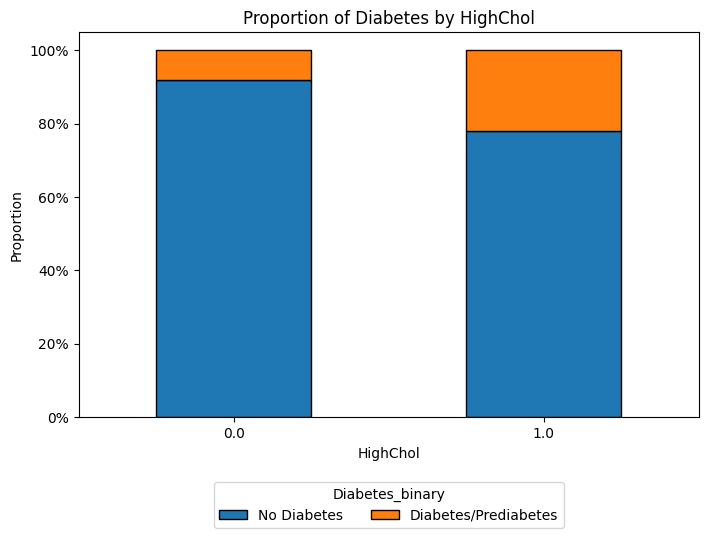 Proportion of Diabetes by HighChol
100%
80%
60%
40%
20%
0%
Proportion
0.0 1.0
HighChol
Diabetes_binary
No Diabetes Diabetes/Prediabetes